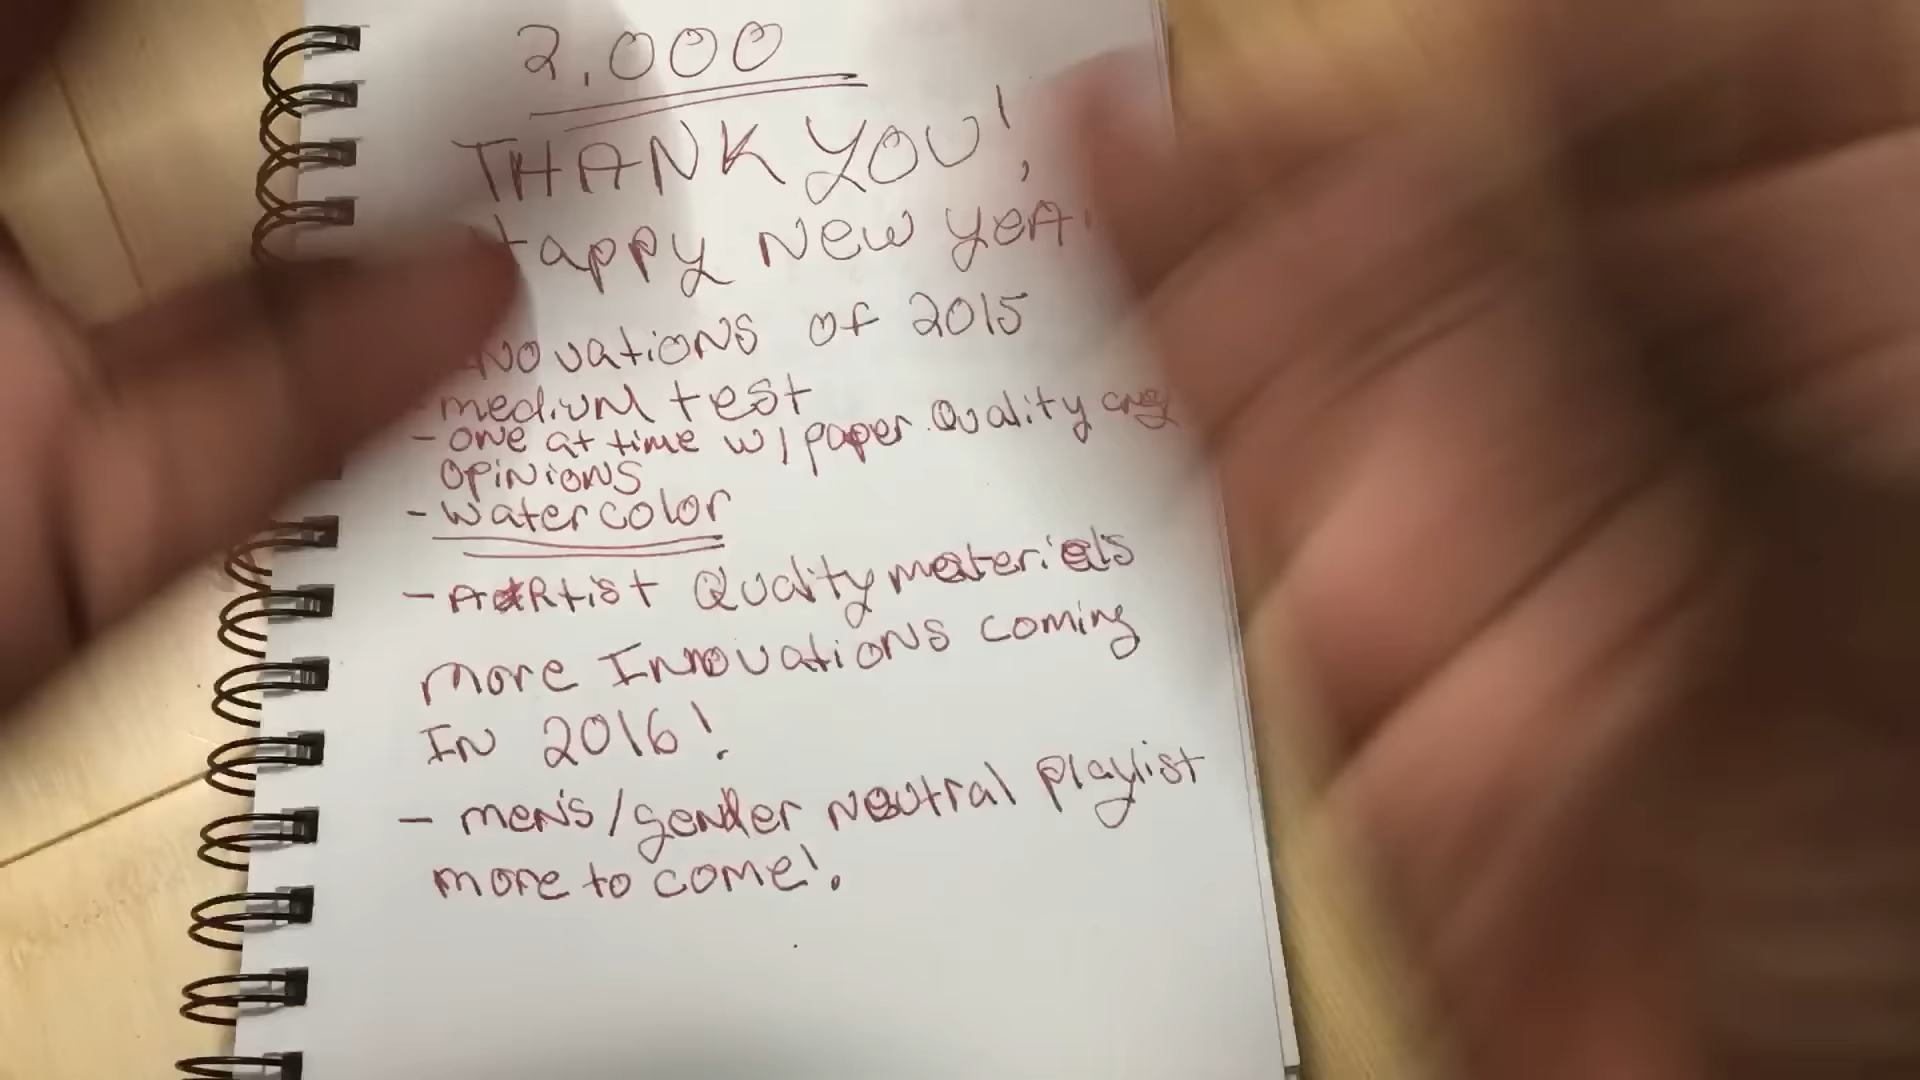 2,000
THANK YOU!
Happy New Year
Innovations of 2015
medium test
- one at time w/ paper Quality and
opinions
- Watercolor
- Artist Quality materials
more Innovations coming
In 2016!
- men's/gender neutral playlist
more to come!